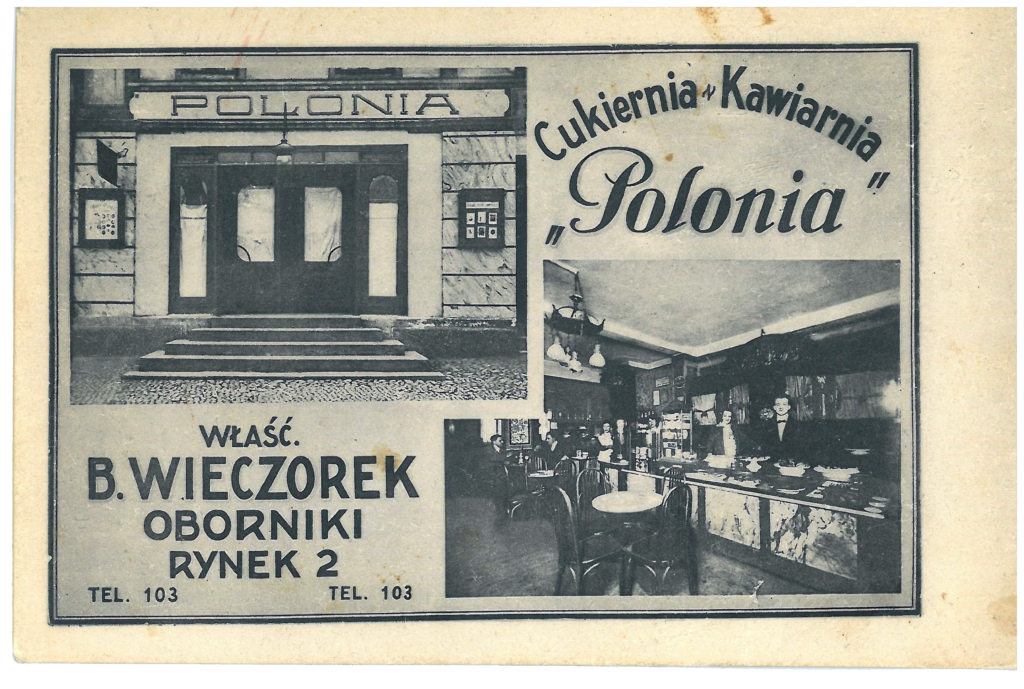 POLONIA
Cukiernia ~ Kawiarnia
„Polonia”
WŁAŚĆ.
B. WIECZOREK
OBORNIKI
RYNEK 2
TEL. 103 TEL. 103